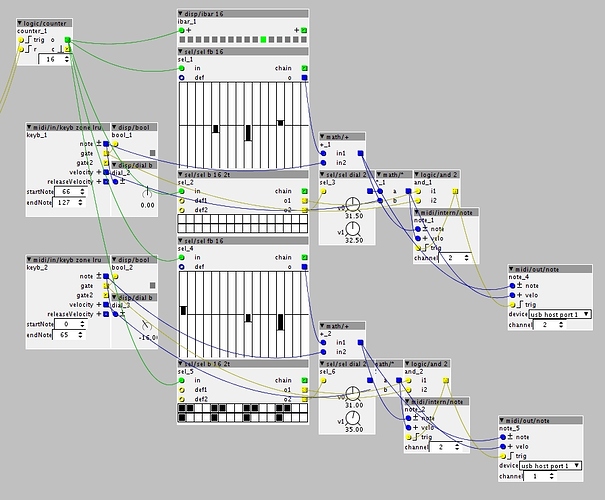 logic/counter
counter_1
trig o
r c
16
disp/ibar 16
ibar_1
sel/sel fb 16
sel_1
in chain
def o
midi/in/keyb zone lru
keyb_1
note
gate
gate2
velocity
releaseVelocity
startNote 66
endNote 127
disp/bool
bool_1
disp/dial b
dial_2
0.00
sel/sel b 16 2t
sel_2
in chain
def1 o1
def2 o2
math/+
+_1
in1
in2
sel/sel dial 2
sel_3
v0
31.50
v1
32.50
math/*
*_1
a
b
logic/and 2
and_1
i1
i2
midi/intern/note
note_1
note
velo
trig
channel 2
midi/out/note
note_4
note
velo
trig
device usb host port 1
channel 2
sel/sel fb 16
sel_4
in chain
def o
midi/in/keyb zone lru
keyb_2
note
gate
gate2
velocity
releaseVelocity
startNote 0
endNote 65
disp/bool
bool_2
disp/dial b
-16.0
sel/sel b 16 2t
sel_5
in chain
def1 o1
def2 o2
math/+
+_2
in1
in2
sel/sel dial 2
sel_6
v0
31.00
v1
35.00
math/*
a
b
logic/and 2
and_2
i1
i2
midi/intern/note
note_2
note
velo
trig
channel 2
midi/out/note
note_5
note
velo
trig
device usb host port 1
channel 1